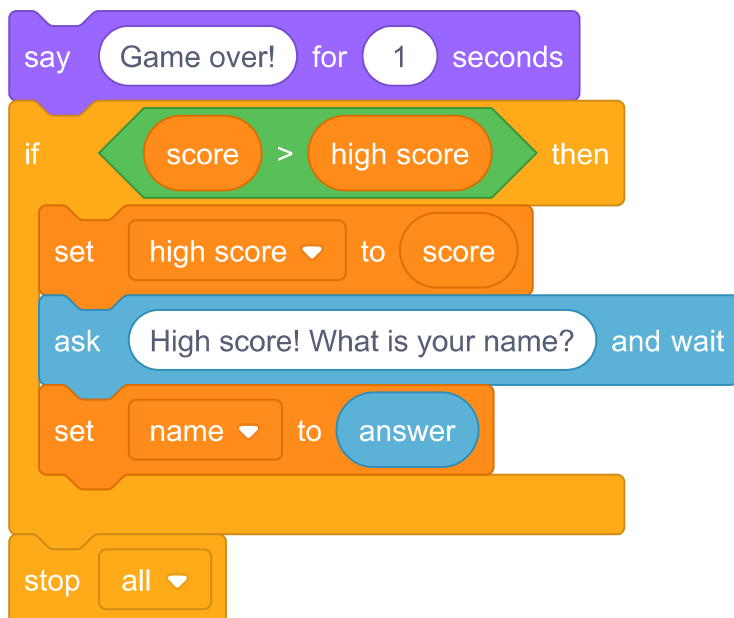 say Game over! for 1 seconds
if score > high score then
set high score to score
ask High score! What is your name? and wait
set name to answer
stop all